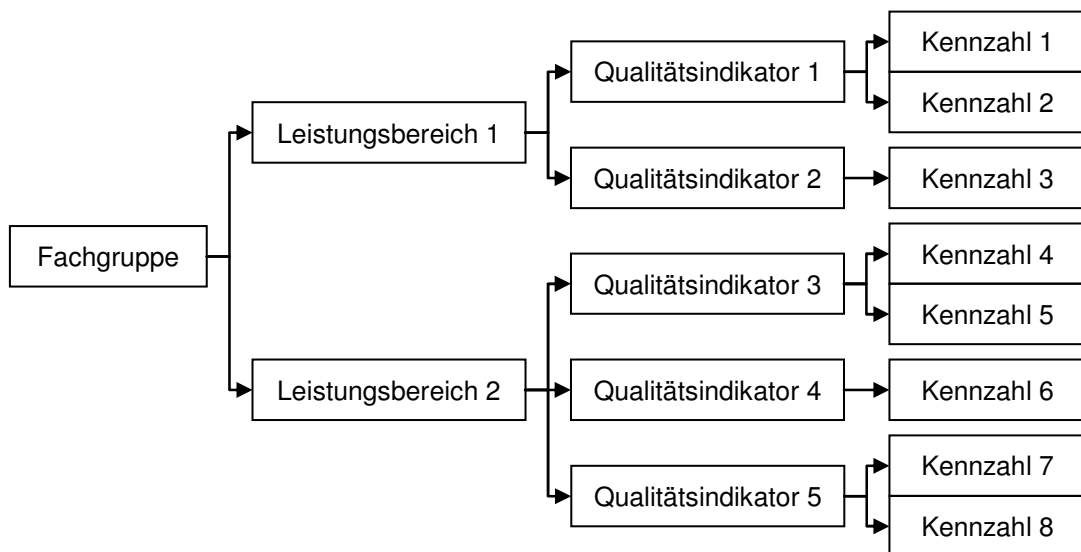 Fachgruppe
Leistungsbereich 1
Qualitätsindikator 1
Kennzahl 1
Kennzahl 2
Qualitätsindikator 2
Kennzahl 3
Leistungsbereich 2
Qualitätsindikator 3
Kennzahl 4
Kennzahl 5
Qualitätsindikator 4
Kennzahl 6
Qualitätsindikator 5
Kennzahl 7
Kennzahl 8